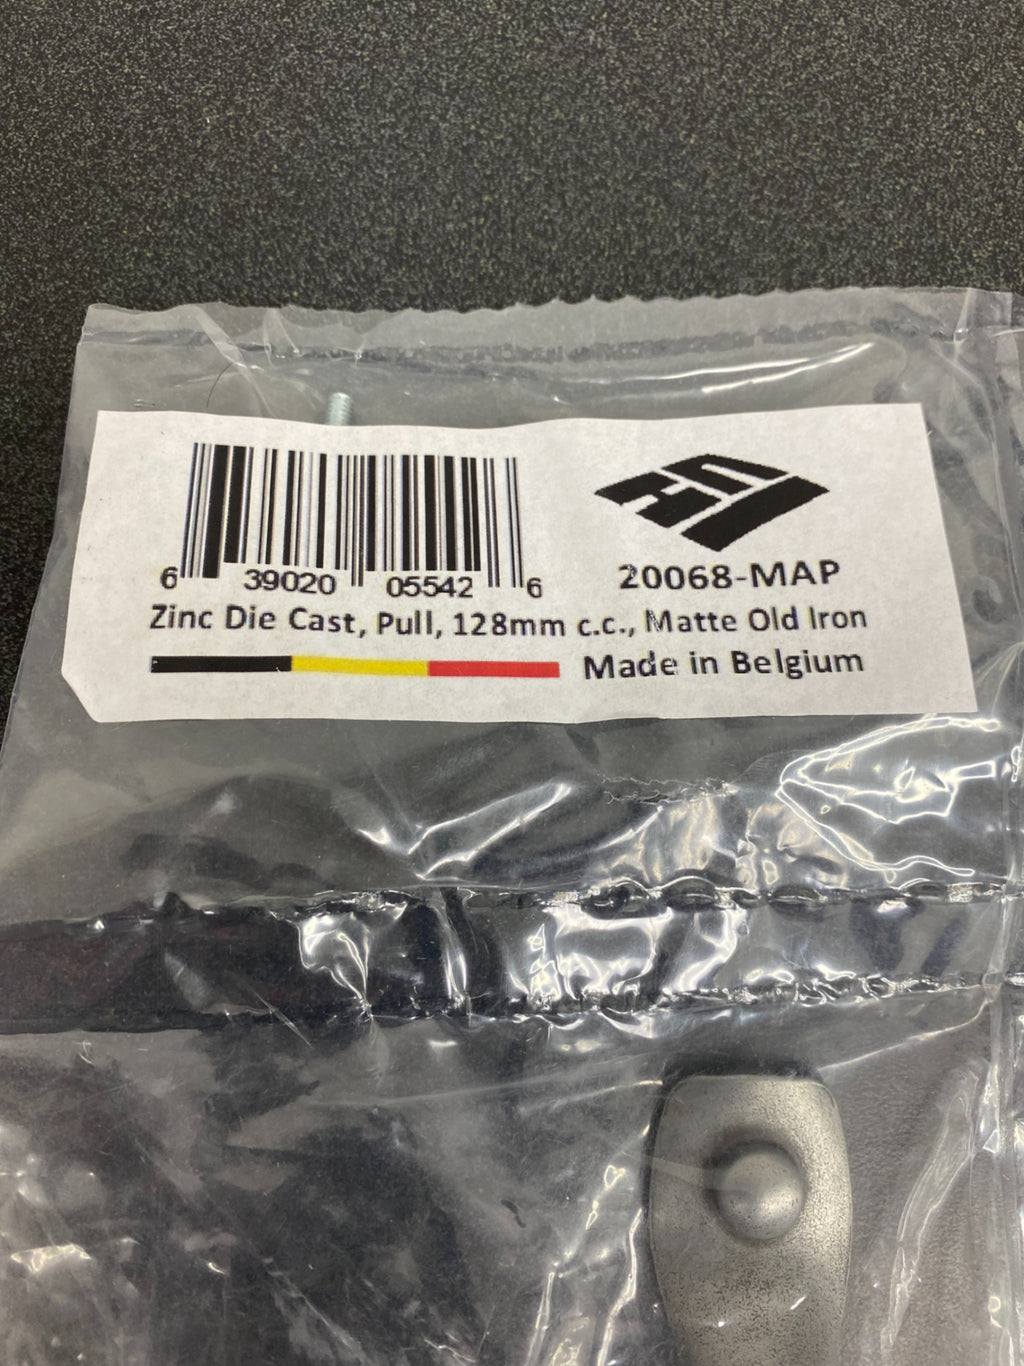 6 39020 05542 6
20068-MAP
Zinc Die Cast, Pull, 128mm c.c., Matte Old Iron
Made in Belgium